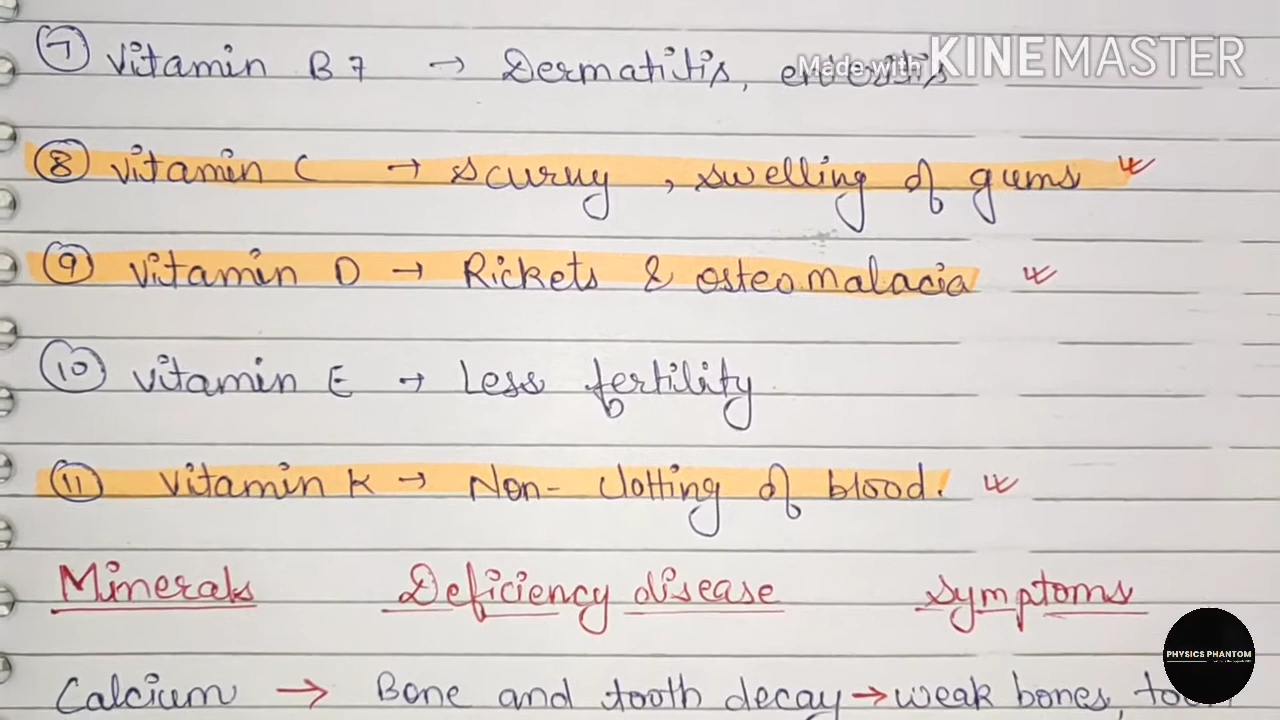 ⑦ Vitamin B7 → Dermatitis, enteritis
Made with KINEMASTER
⑧ Vitamin C → Scurvy, swelling of gums
⑨ Vitamin D → Rickets & osteomalacia
⑩ Vitamin E → Less fertility
⑪ Vitamin K → Non-Clotting of blood.
Minerals Deficiency disease Symptoms
PHYSICS PHANTOM
Calcium → Bone and tooth decay → weak bones,